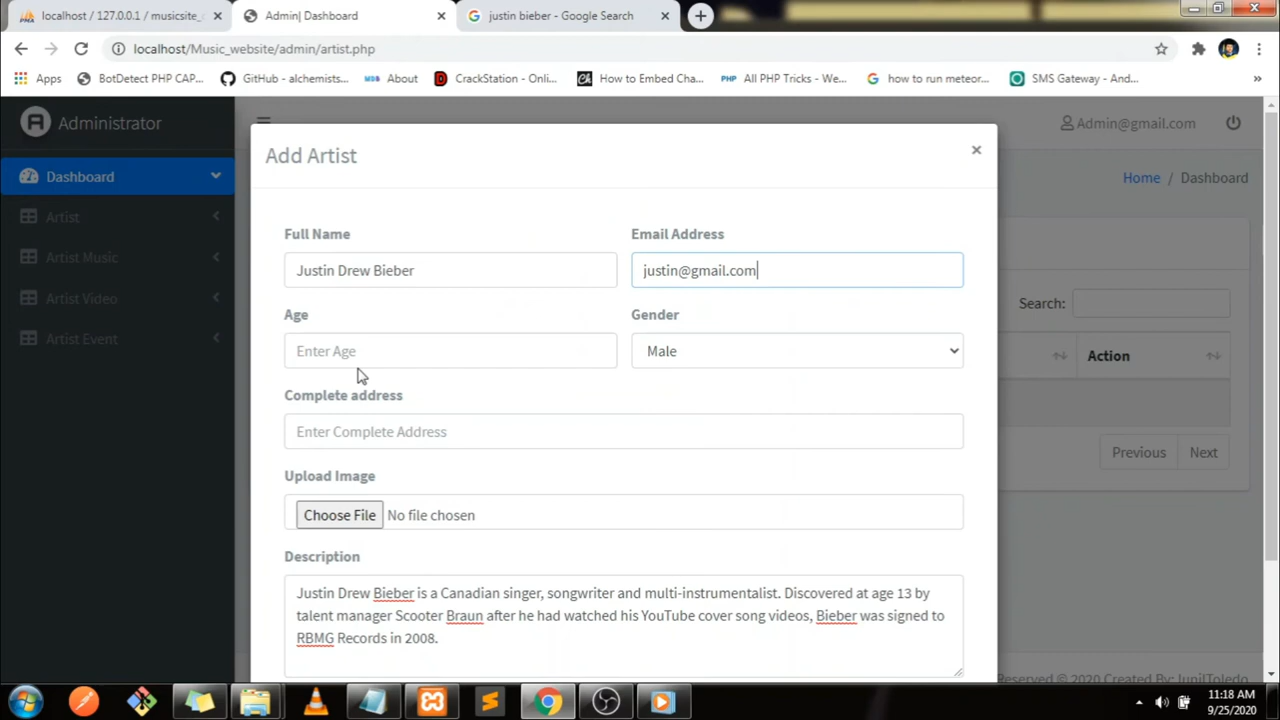 localhost / 127.0.0.1 / musicsite_
Admin| Dashboard
justin bieber - Google Search
localhost/Music_website/admin/artist.php
Apps
BotDetect PHP CAP...
GitHub - alchemists...
About
CrackStation - Onli...
How to Embed Cha...
PHP All PHP Tricks - We...
how to run meteor...
SMS Gateway - And...
»
Administrator
Admin@gmail.com
Add Artist
×
Dashboard
Home / Dashboard
Artist
Artist Music
Artist Video
Artist Event
Full Name
Email Address
Justin Drew Bieber
justin@gmail.com
Search:
Age
Gender
Enter Age
Male
Action
Complete address
Enter Complete Address
Previous
Next
Upload Image
Choose File No file chosen
Description
Justin Drew Bieber is a Canadian singer, songwriter and multi-instrumentalist. Discovered at age 13 by
talent manager Scooter Braun after he had watched his YouTube cover song videos, Bieber was signed to
RBMG Records in 2008.
Reserved © 2020 Created By:JunilToledo
11:18 AM
9/25/2020